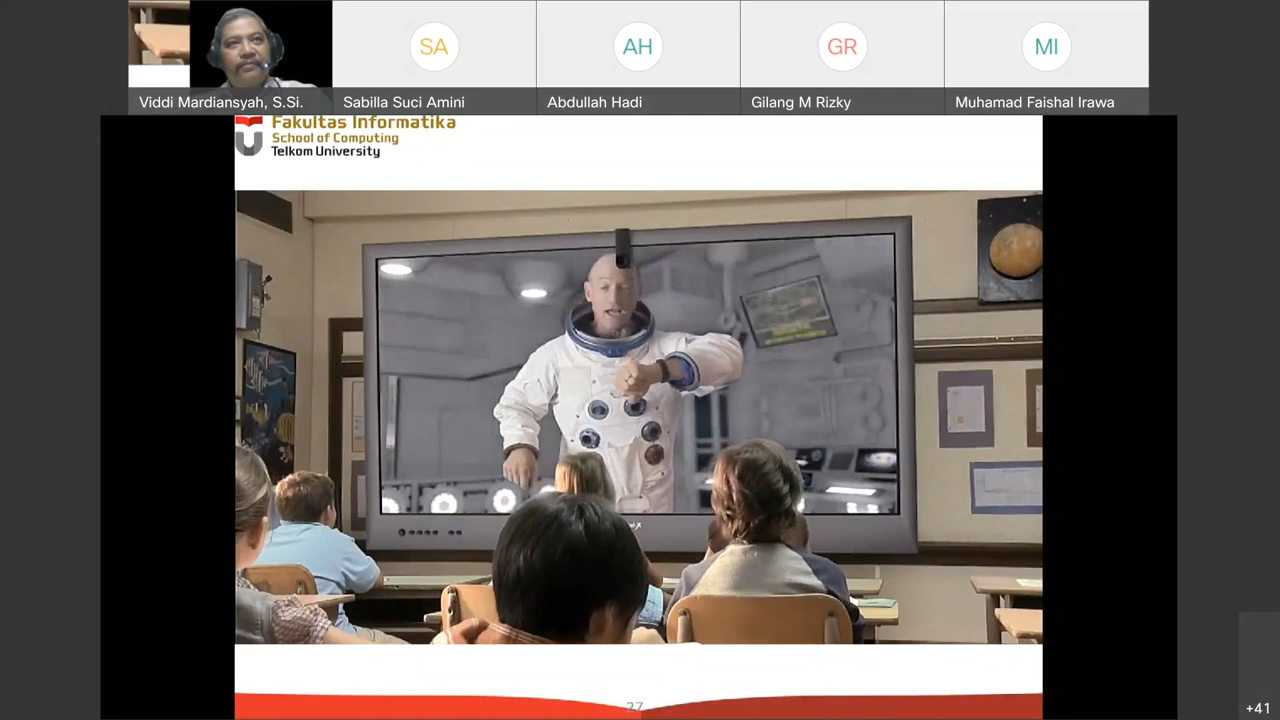 SA
AH
GR
MI
Viddi Mardiansyah, S.Si.
Sabilla Suci Amini
Abdullah Hadi
Gilang M Rizky
Muhamad Faishal Irawa
Fakultas Informatika
School of Computing
Telkom University
27
+41